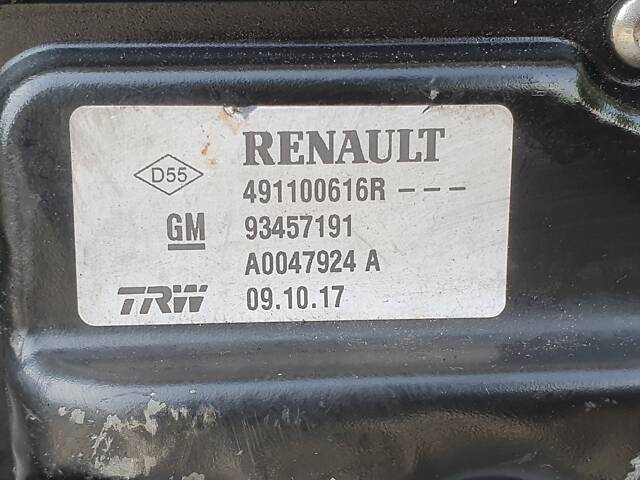 RENAULT
D55
491100616R ---
GM 93457191
A0047924 A
TRW 09.10.17